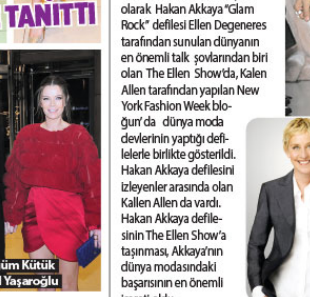 TANITTI
olarak Hakan Akkaya "Glam
Rock" defilesi Ellen Degeneres
tarafından sunulan dünyanın
en önemli talk şovlarından biri
olan The Ellen Show'da, Kalen
Allen tarafından yapılan New
York Fashion Week blo-
ğun'da dünya moda
devlerinin yaptığı defi-
lelerle birlikte gösterildi.
Hakan Akkaya defilesini
izleyenler arasında olan
Kallen Allen da vardı.
Hakan Akkaya defile-
sinin The Ellen Show'a
taşınması, Akkaya'nın
dünya modasındaki
başarısının en önemli
üm Kütük
Yaşaroğlu